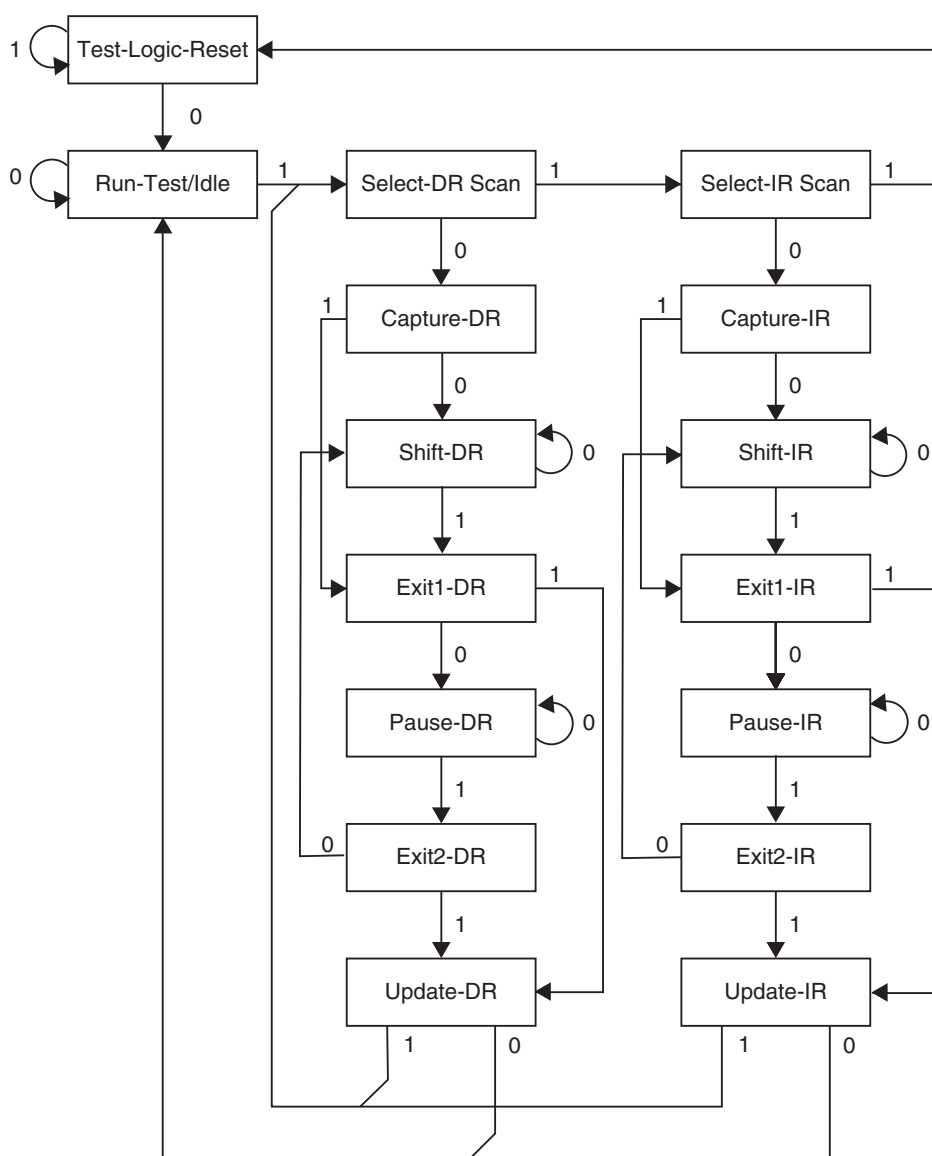 1 Test-Logic-Reset
0
0 Run-Test/Idle 1 Select-DR Scan 1 Select-IR Scan 1
0 0
1 Capture-DR 1 Capture-IR
0 0
Shift-DR 0 Shift-IR 0
1 1
Exit1-DR 1 Exit1-IR 1
0 0
Pause-DR 0 Pause-IR 0
1 1
0 Exit2-DR 0 Exit2-IR
1 1
Update-DR Update-IR
1 0 1 0